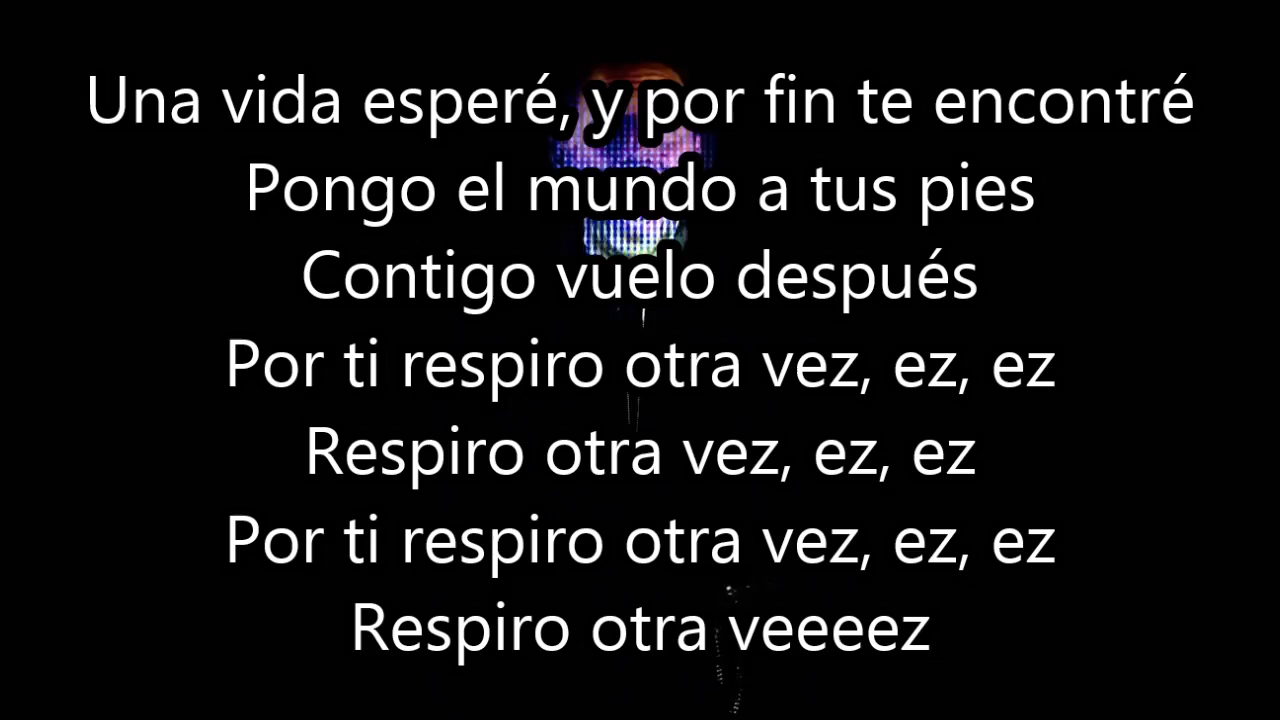 Una vida esperé, y por fin te encontré
Pongo el mundo a tus pies
Contigo vuelo después
Por ti respiro otra vez, ez, ez
Respiro otra vez, ez, ez
Por ti respiro otra vez, ez, ez
Respiro otra veeeez